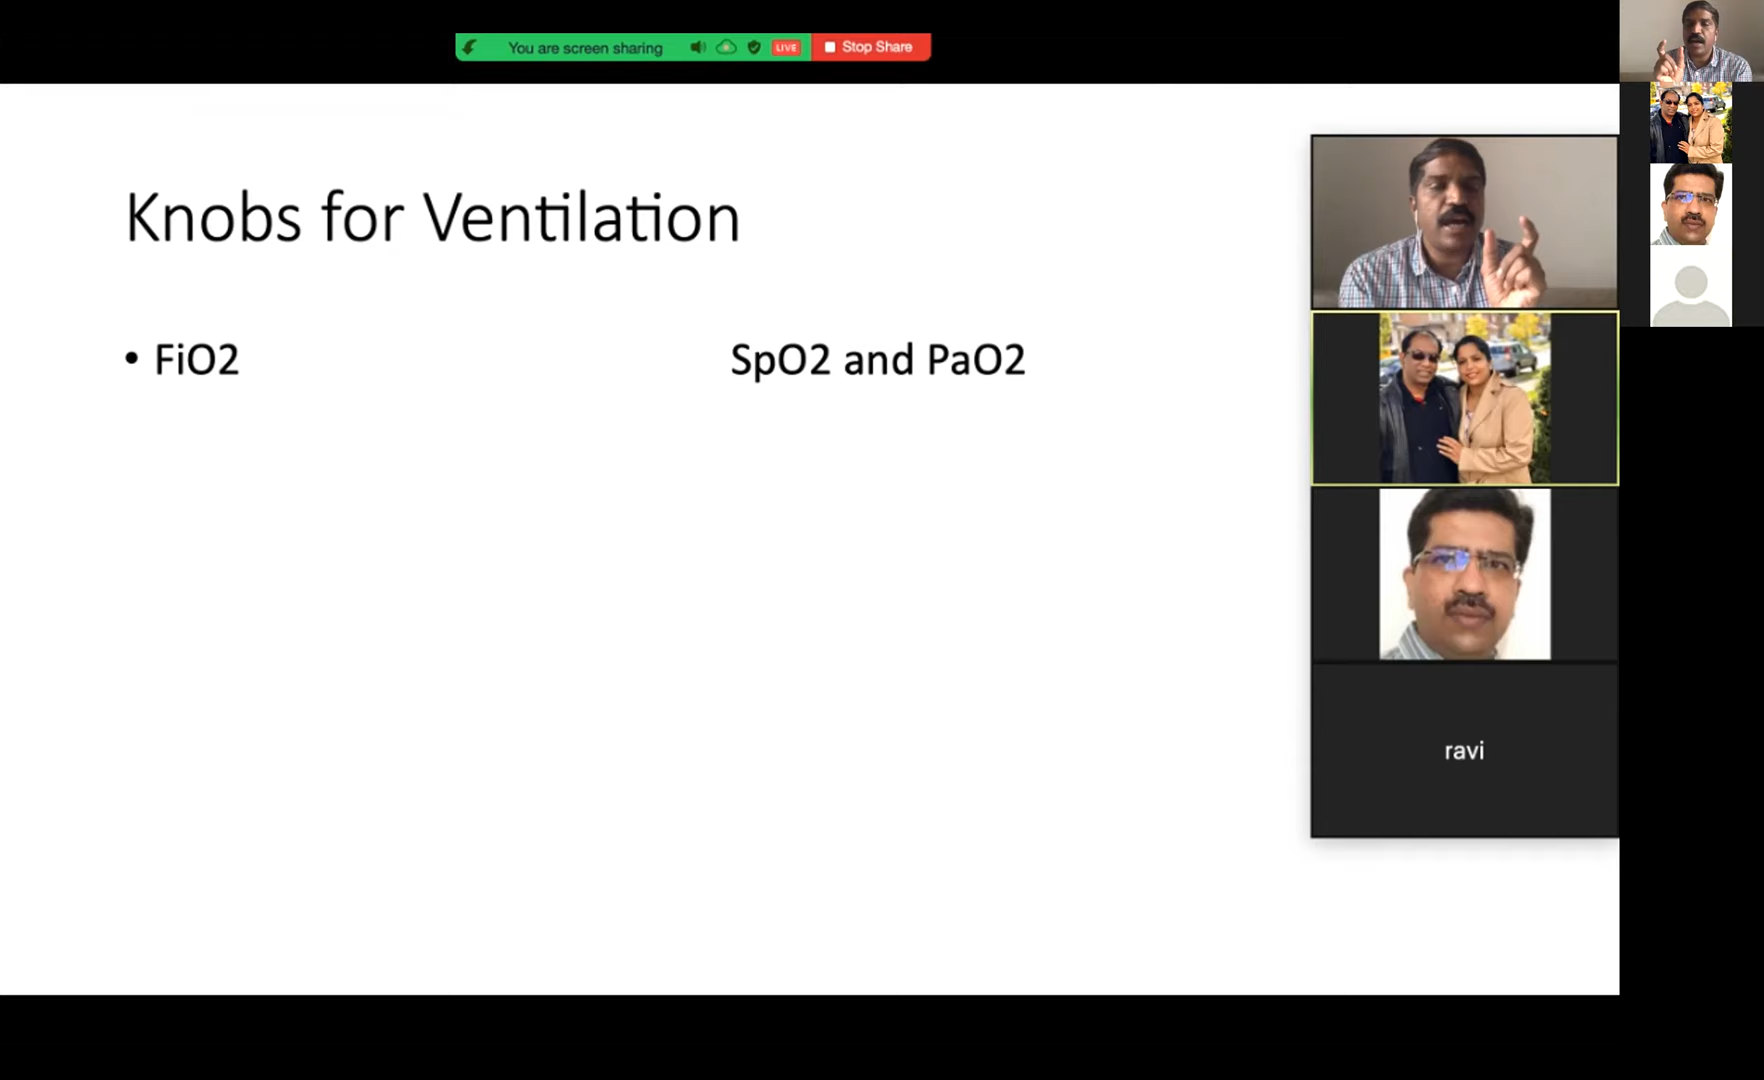 You are screen sharing LIVE Stop Share
Knobs for Ventilation
• FiO2 SpO2 and PaO2
ravi